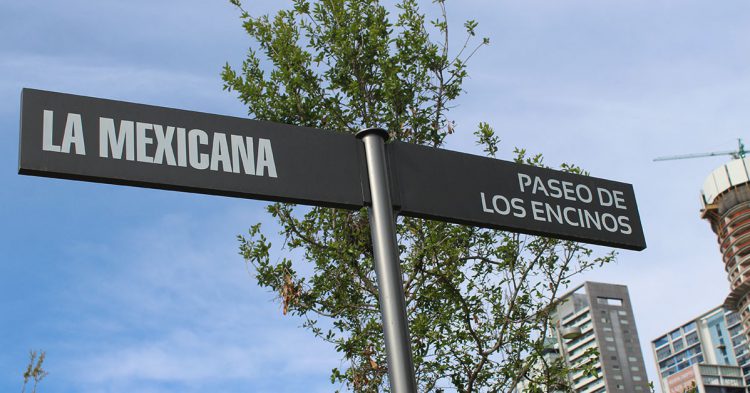 LA MEXICANA
PASEO DE
LOS ENCINOS